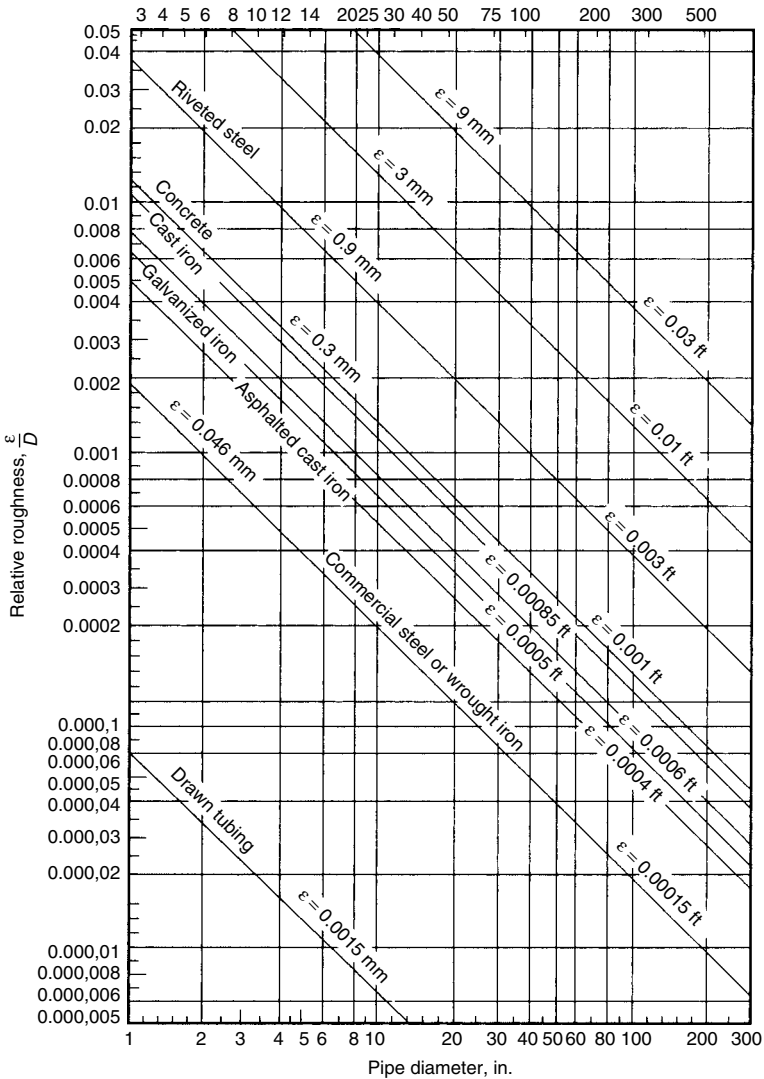 3 4 5 6 8 10 12 14 20 25 30 40 50 75 100 200 300 500
0.05
0.04
0.03
0.02
0.01
0.008
0.006
0.005
0.004
0.003
0.002
0.001
0.0008
0.0006
0.0005
0.0004
0.0003
0.0002
0.000,1
0.000,08
0.000,06
0.000,05
0.000,04
0.000,03
0.000,02
0.000,01
0.000,008
0.000,006
0.000,005
Relative roughness, ε/D
Riveted steel
Concrete
Cast iron
Galvanized iron
Asphalted cast iron
Commercial steel or wrought iron
Drawn tubing
ε = 9 mm
ε = 3 mm
ε = 0.9 mm
ε = 0.3 mm
ε = 0.046 mm
ε = 0.0015 mm
ε = 0.03 ft
ε = 0.01 ft
ε = 0.003 ft
ε = 0.001 ft
ε = 0.00085 ft
ε = 0.0005 ft
ε = 0.0006 ft
ε = 0.0004 ft
ε = 0.00015 ft
1 2 3 4 5 6 8 10 20 30 40 50 60 80 100 200 300
Pipe diameter, in.